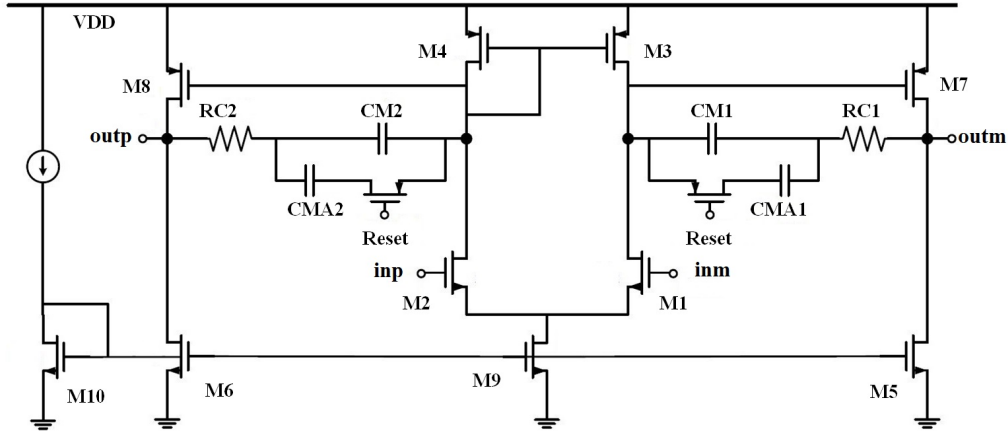 VDD
M4
M3
M8
M7
RC2
CM2
CM1
RC1
outp
outm
CMA2
CMA1
Reset
Reset
inp
inm
M2
M1
M10
M6
M9
M5